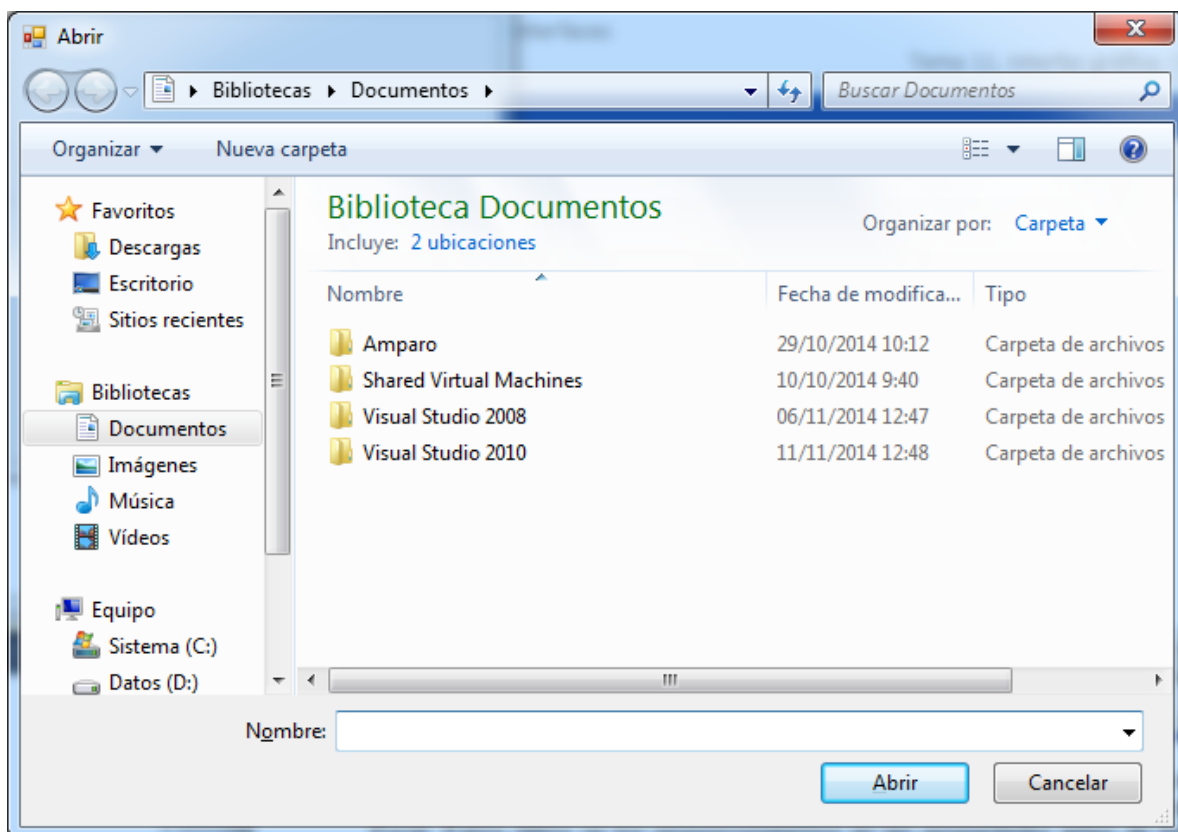 Abrir
Bibliotecas Documentos
Buscar Documentos
Organizar
Nueva carpeta
Favoritos
Descargas
Escritorio
Sitios recientes
Bibliotecas
Documentos
Imágenes
Música
Vídeos
Equipo
Sistema (C:)
Datos (D:)
Biblioteca Documentos
Incluye: 2 ubicaciones
Organizar por: Carpeta
Nombre Fecha de modifica... Tipo
Amparo 29/10/2014 10:12 Carpeta de archivos
Shared Virtual Machines 10/10/2014 9:40 Carpeta de archivos
Visual Studio 2008 06/11/2014 12:47 Carpeta de archivos
Visual Studio 2010 11/11/2014 12:48 Carpeta de archivos
Nombre:
Abrir Cancelar